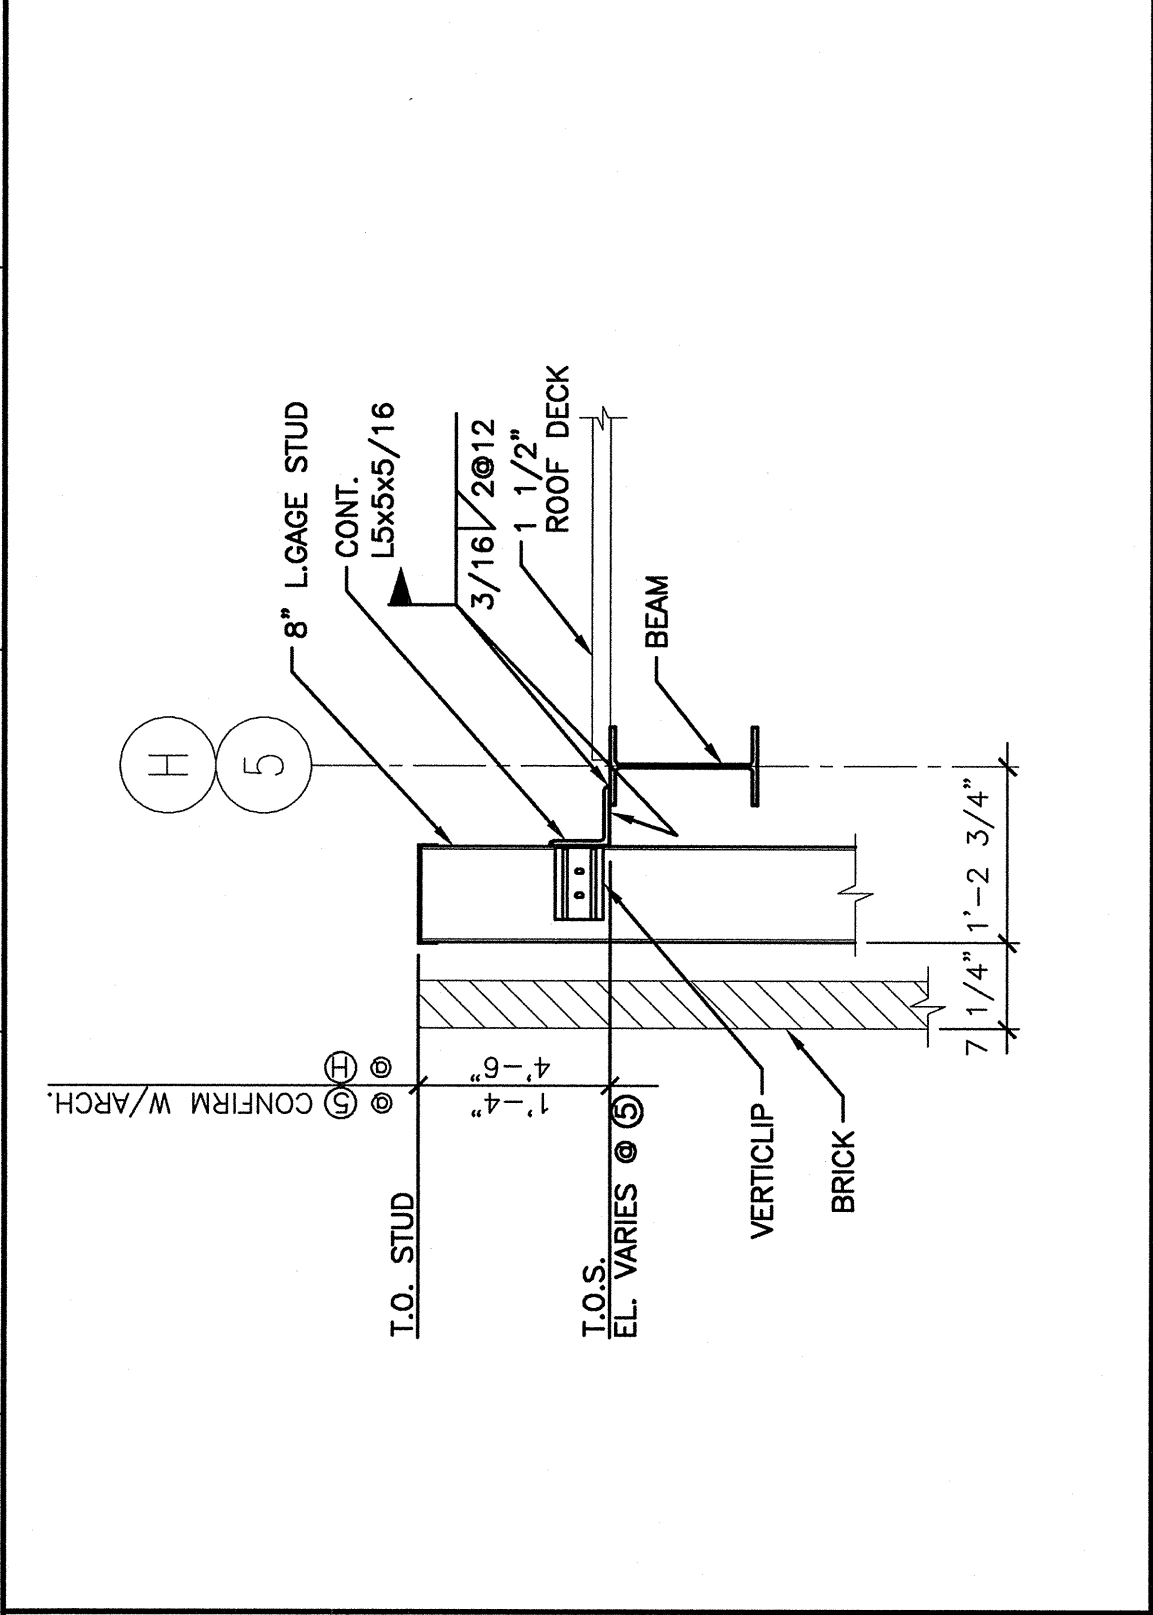 H
5
8" L.GAGE STUD
CONT.
L5x5x5/16
3/16 2@12
1 1/2"
ROOF DECK
BEAM
@ 5 CONFIRM W/ARCH.
@ H
1'-4"
4'-6"
T.O. STUD
T.O.S.
EL. VARIES @ 5
VERTICLIP
BRICK
7 1/4"
1'-2 3/4"